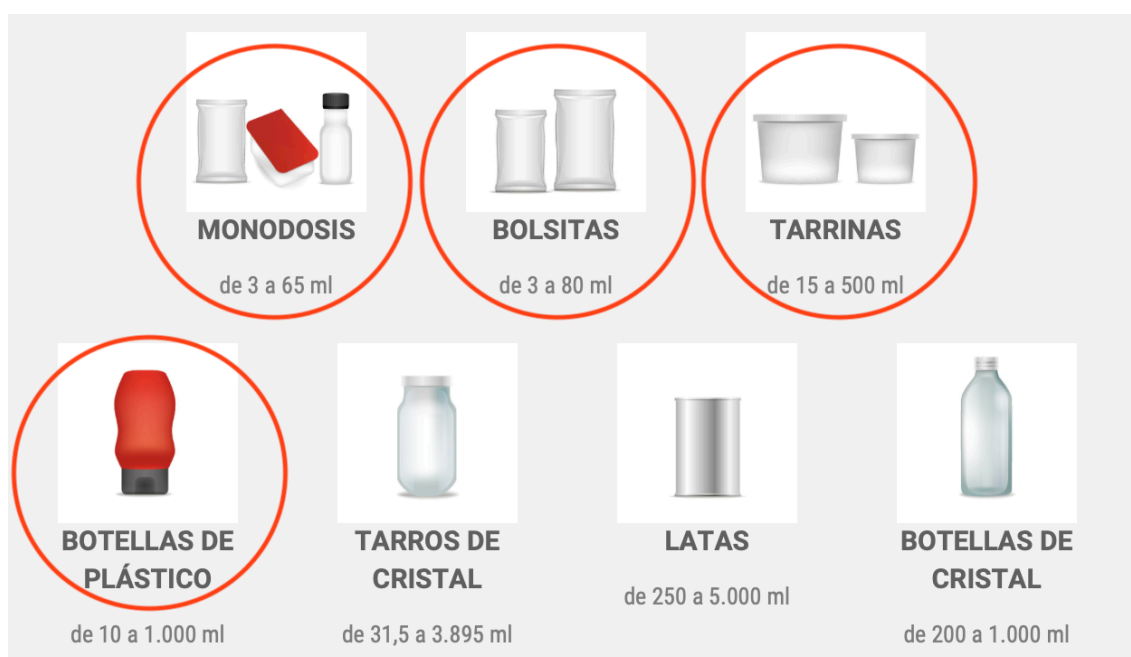 MONODOSIS
de 3 a 65 ml
BOLSITAS
de 3 a 80 ml
TARRINAS
de 15 a 500 ml
BOTELLAS DE
PLÁSTICO
de 10 a 1.000 ml
TARROS DE
CRISTAL
de 31,5 a 3.895 ml
LATAS
de 250 a 5.000 ml
BOTELLAS DE
CRISTAL
de 200 a 1.000 ml